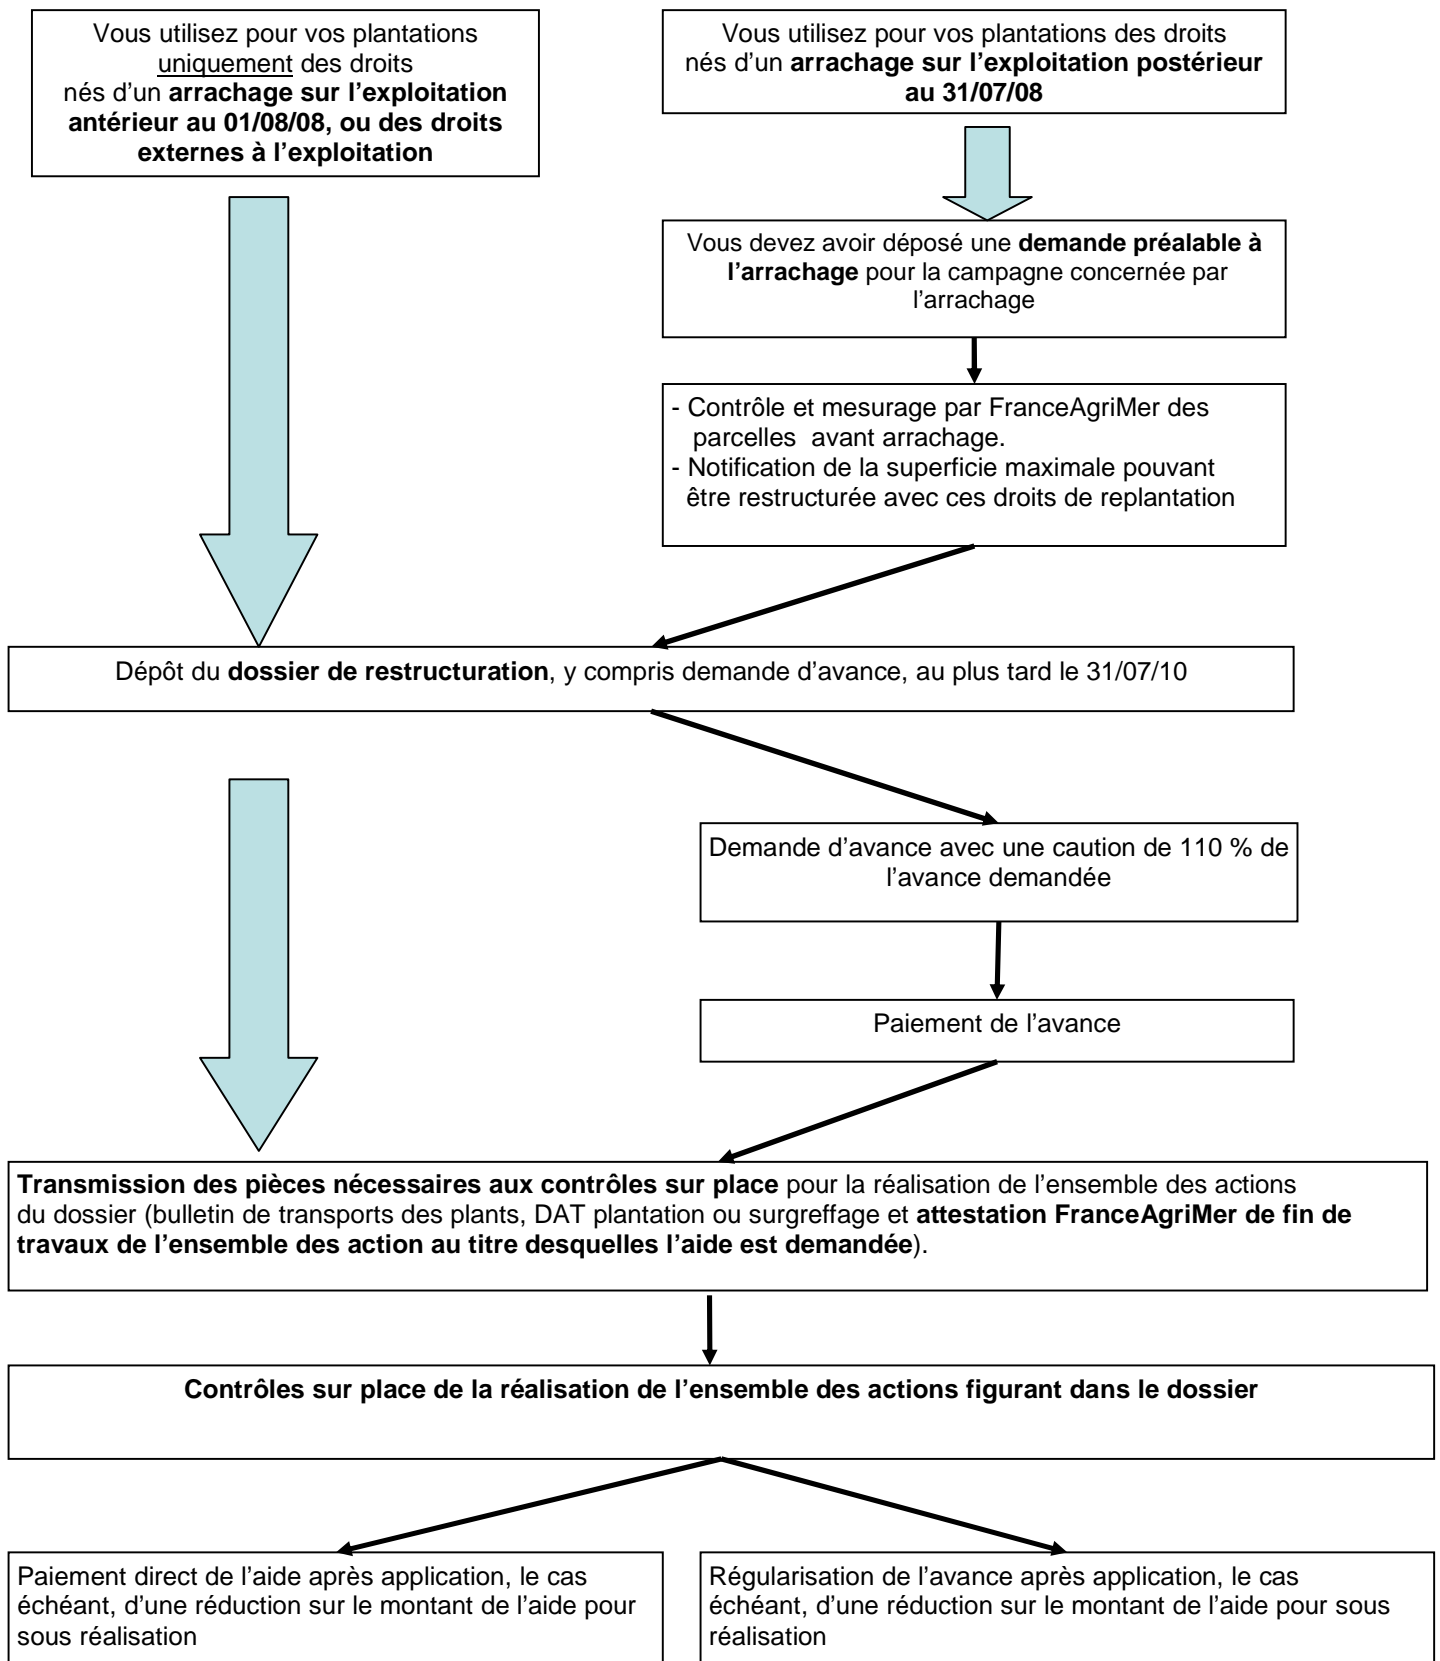 Vous utilisez pour vos plantations
uniquement des droits
nés d'un arrachage sur l'exploitation
antérieur au 01/08/08, ou des droits
externes à l'exploitation
Vous utilisez pour vos plantations des droits
nés d'un arrachage sur l'exploitation postérieur
au 31/07/08
Vous devez avoir déposé une demande préalable à
l'arrachage pour la campagne concernée par
l'arrachage
- Contrôle et mesurage par FranceAgriMer des
parcelles avant arrachage.
- Notification de la superficie maximale pouvant
être restructurée avec ces droits de replantation
Dépôt du dossier de restructuration, y compris demande d'avance, au plus tard le 31/07/10
Demande d'avance avec une caution de 110 % de
l'avance demandée
Paiement de l'avance
Transmission des pièces nécessaires aux contrôles sur place pour la réalisation de l'ensemble des actions
du dossier (bulletin de transports des plants, DAT plantation ou surgreffage et attestation FranceAgriMer de fin de
travaux de l'ensemble des action au titre desquelles l'aide est demandée).
Contrôles sur place de la réalisation de l'ensemble des actions figurant dans le dossier
Paiement direct de l'aide après application, le cas
échéant, d'une réduction sur le montant de l'aide pour
sous réalisation
Régularisation de l'avance après application, le cas
échéant, d'une réduction sur le montant de l'aide pour sous
réalisation